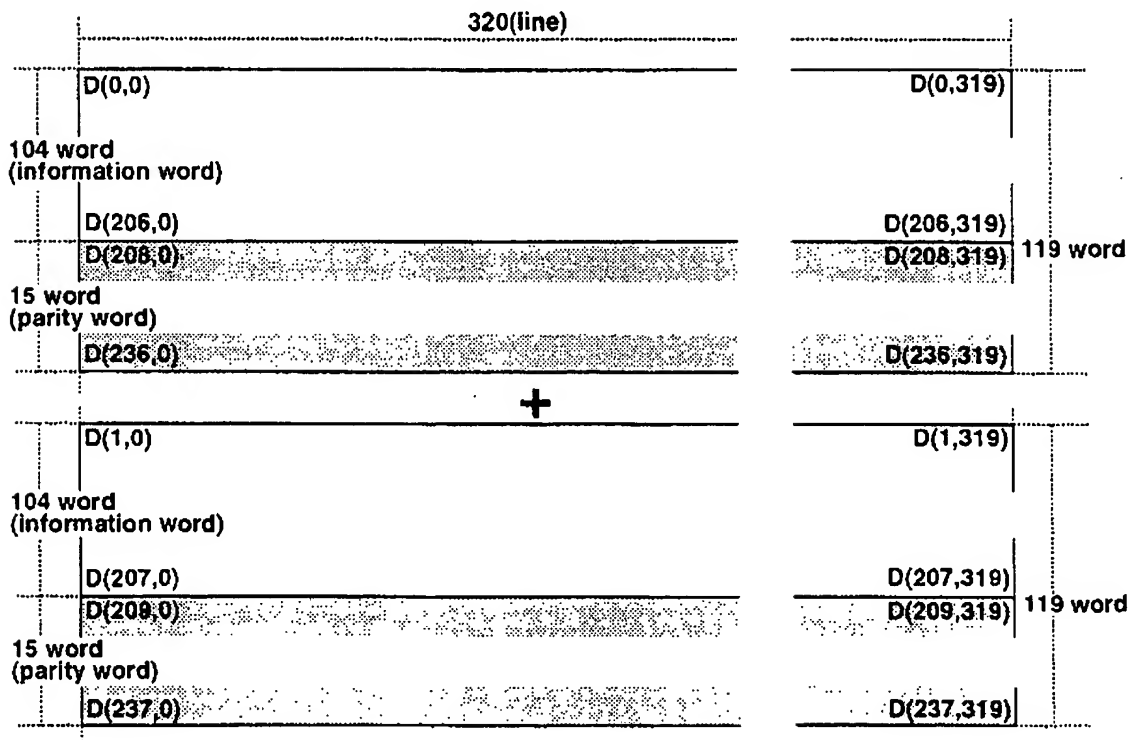 320(line)
D(0,0) D(0,319)
104 word
(information word)
D(206,0) D(206,319)
D(208,0) D(208,319) 119 word
15 word
(parity word)
D(236,0) D(236,319)
+
D(1,0) D(1,319)
104 word
(information word)
D(207,0) D(207,319)
D(209,0) D(209,319) 119 word
15 word
(parity word)
D(237,0) D(237,319)